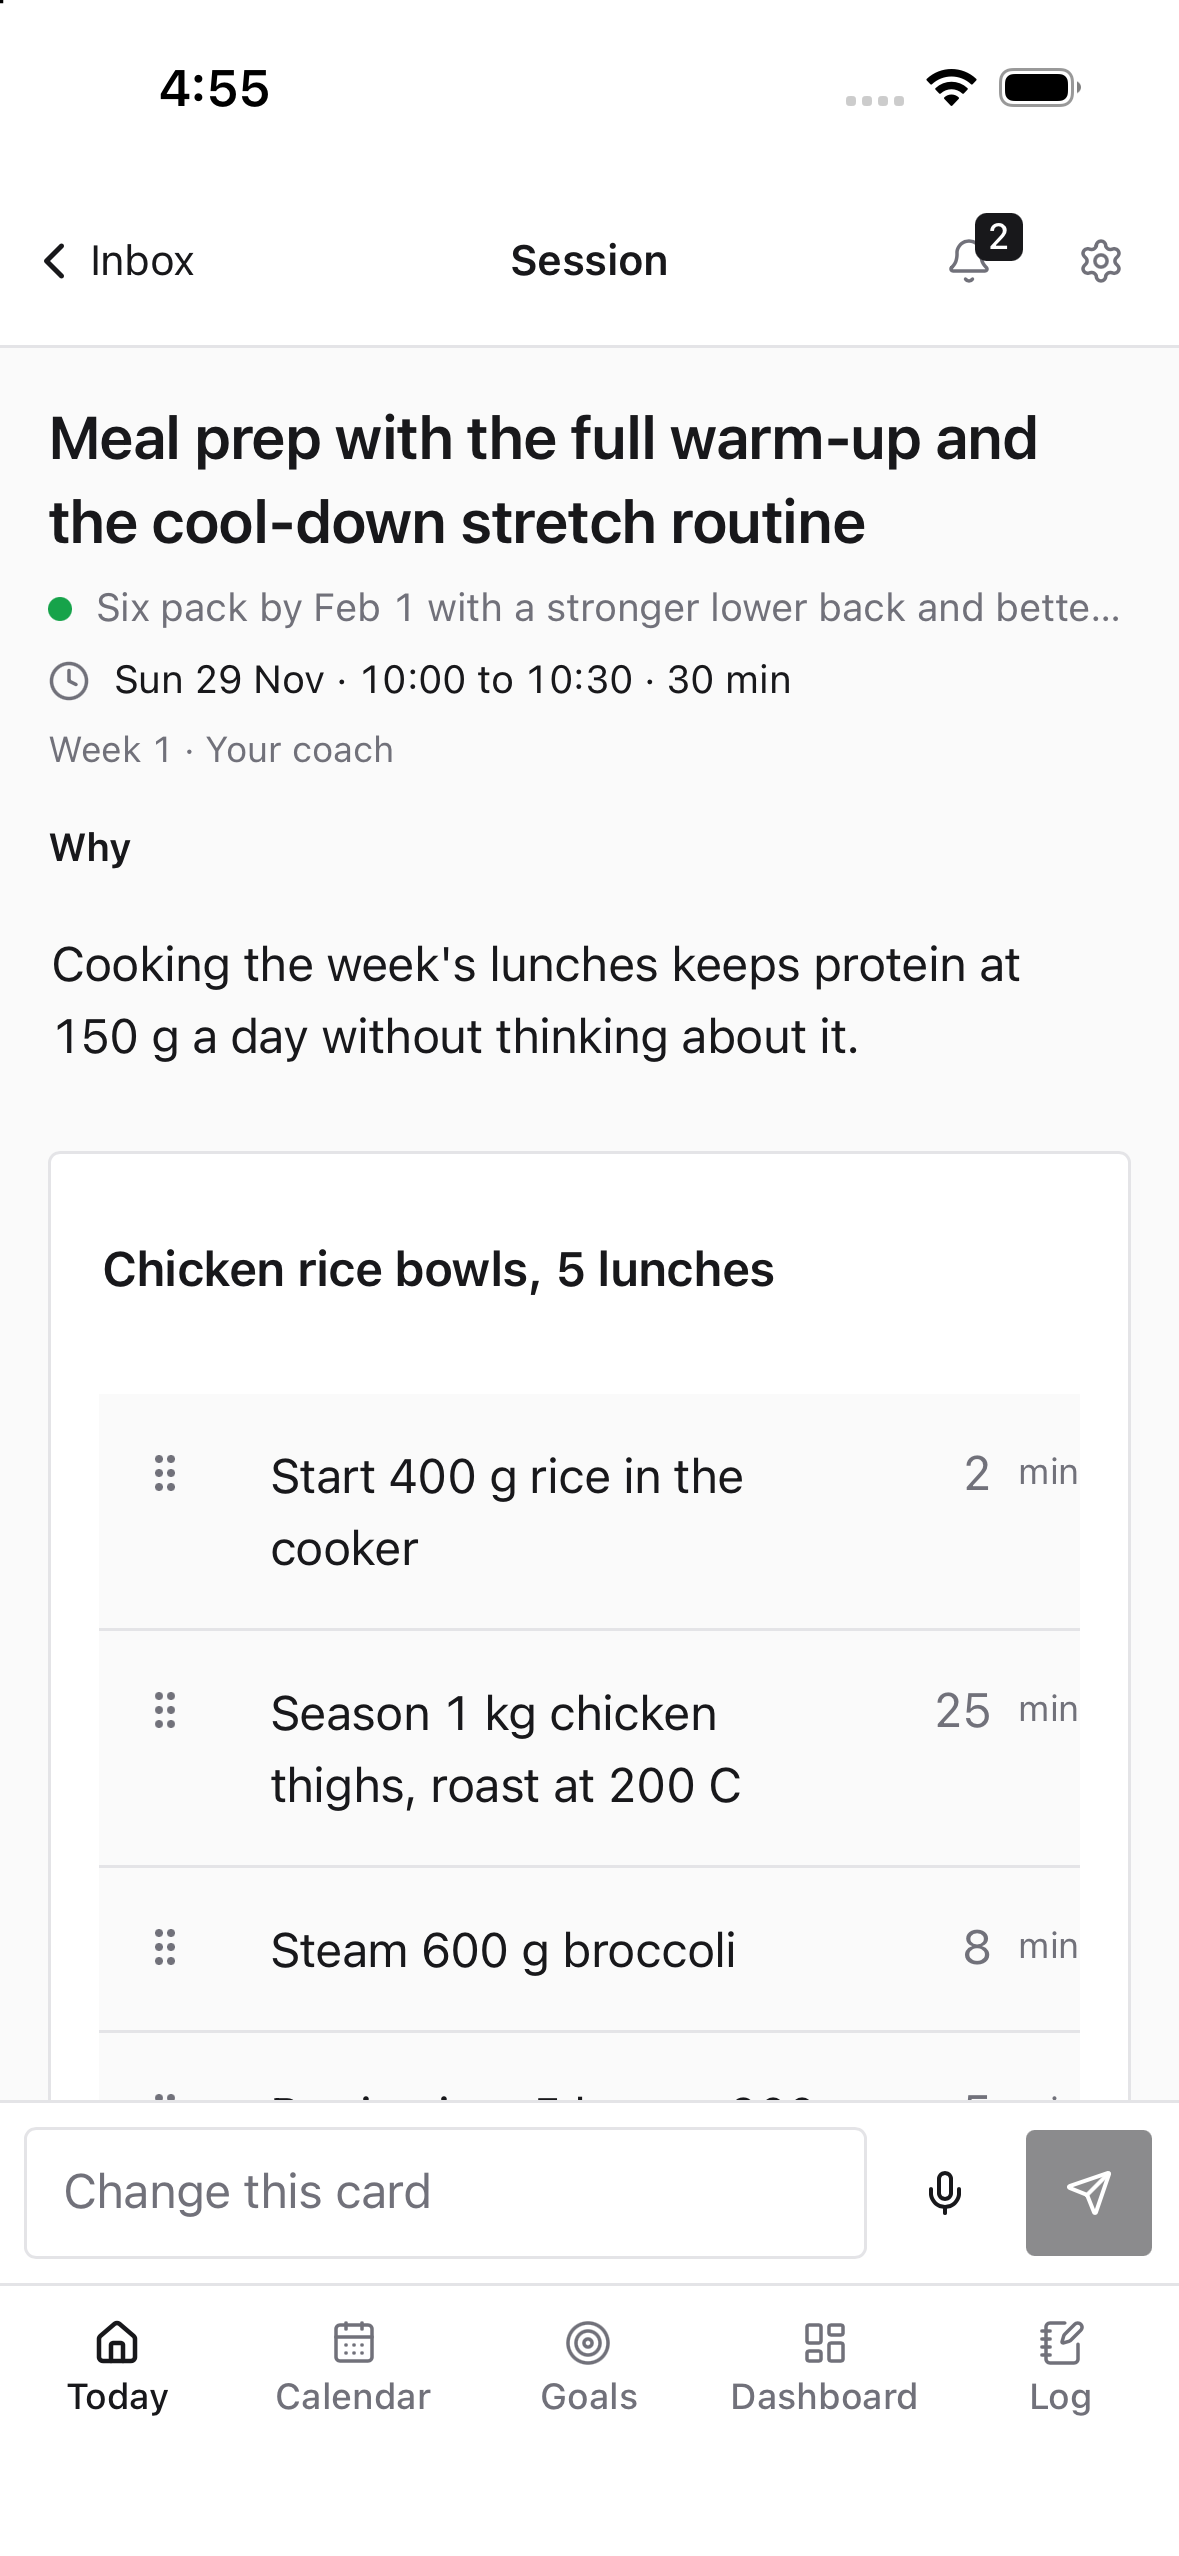 4:55
Inbox
Session
2
Meal prep with the full warm-up and
the cool-down stretch routine
Six pack by Feb 1 with a stronger lower back and bette...
Sun 29 Nov · 10:00 to 10:30 · 30 min
Week 1 · Your coach
Why
Cooking the week's lunches keeps protein at
150 g a day without thinking about it.
Chicken rice bowls, 5 lunches
Start 400 g rice in the 2 min
cooker
Season 1 kg chicken 25 min
thighs, roast at 200 C
Steam 600 g broccoli 8 min
Change this card
Today Calendar Goals Dashboard Log